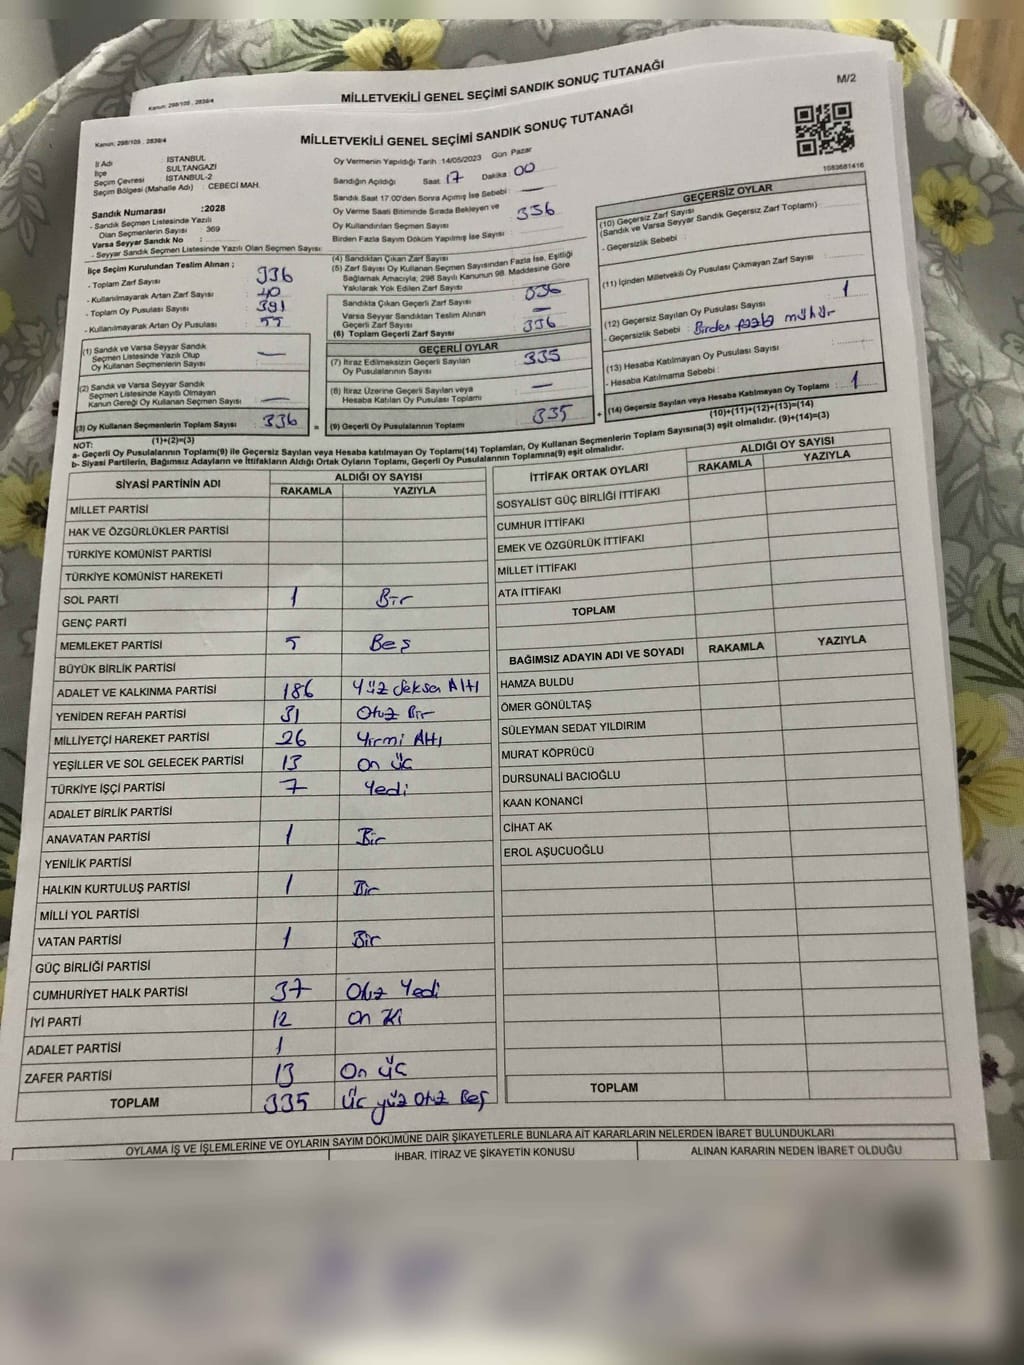 Kanun: 298/105 , 2839/4
MİLLETVEKİLİ GENEL SEÇİMİ SANDIK SONUÇ TUTANAĞI
M/2
Kanun: 298/105 , 2839/4
MİLLETVEKİLİ GENEL SEÇİMİ SANDIK SONUÇ TUTANAĞI
1083681416
İl Adı : İSTANBUL
İlçe : SULTANGAZİ
Seçim Çevresi : İSTANBUL-2
Seçim Bölgesi (Mahalle Adı) : CEBECİ MAH.
Sandık Numarası :2028
- Sandık Seçmen Listesinde Yazılı
Olan Seçmenlerin Sayısı : 369
Varsa Seyyar Sandık No :
- Seyyar Sandık Seçmen Listesinde Yazılı Olan Seçmen Sayısı:
Oy Vermenin Yapıldığı Tarih :14/05/2023 Gün Pazar
Sandığın Açıldığı Saat 17 Dakika 00
Sandık Saat 17.00'den Sonra Açımış İse Sebebi : —
Oy Verme Saati Bitiminde Sırada Bekleyen ve
Oy Kullandırılan Seçmen Sayısı : 336
Birden Fazla Sayım Döküm Yapılmış İse Sayısı :
İlçe Seçim Kurulundan Teslim Alınan ;
- Toplam Zarf Sayısı : 936
- Kullanılmayarak Artan Zarf Sayısı : 40
- Toplam Oy Pusulası Sayısı : 391
- Kullanılmayarak Artan Oy Pusulası : 55
(1) Sandık ve Varsa Seyyar Sandık
Seçmen Listesinde Yazılı Olup
Oy Kullanan Seçmenlerin Sayısı : —
(2) Sandık ve Varsa Seyyar Sandık
Seçmen Listelerinde Kayıtlı Olmayan
Kanun Gereği Oy Kullanan Seçmen Sayısı : —
(3) Oy Kullanan Seçmenlerin Toplam Sayısı : 336
(1)+(2)=(3)
(4) Sandıktan Çıkan Zarf Sayısı
(5) Zarf Sayısı Oy Kullanan Seçmen Sayısından Fazla İse, Eşitliği
Sağlamak Amacıyla; 298 Sayılı Kanunun 98. Maddesine Göre
Yakılarak Yok Edilen Zarf Sayısı :
Sandıkta Çıkan Geçerli Zarf Sayısı : 336
Varsa Seyyar Sandıktan Teslim Alınan
Geçerli Zarf Sayısı : —
(6) Toplam Geçerli Zarf Sayısı : 336
GEÇERLİ OYLAR
(7) İtiraz Edilmeksizin Geçerli Sayılan
Oy Pusulasının Sayısı : 335
(8) İtiraz Üzerine Geçerli Sayılan veya
Hesaba Katılan Oy Pusulası Toplamı : —
(9) Geçerli Oy Pusulalarının Toplamı : 335
GEÇERSİZ OYLAR
(10) Geçersiz Zarf Sayısı
(Sandık ve Varsa Seyyar Sandık Geçersiz Zarf Toplamı) :
- Geçersizlik Sebebi :
(11) İçinden Milletvekili Oy Pusulası Çıkmayan Zarf Sayısı :
(12) Geçersiz Sayılan Oy Pusulası Sayısı : 1
- Geçersizlik Sebebi : Birden fazla mühür
(13) Hesaba Katılmayan Oy Pusulası Sayısı :
- Hesaba Katılmama Sebebi :
(14) Geçersiz Sayılan veya Hesaba Katılmayan Oy Toplamı : 1
(10)+(11)+(12)+(13)=(14)
NOT:
a- Geçerli Oy Pusulalarının Toplamı(9) ile Geçersiz Sayılan veya Hesaba katılmayan Oy Toplamı(14) Toplamları, Oy Kullanan Seçmenlerin Toplam Sayısına(3) eşit olmalıdır. (9)+(14)=(3)
b- Siyasi Partilerin, Bağımsız Adayların ve İttifakların Aldığı Ortak Oyların Toplamı, Geçerli Oy Pusulalarının Toplamına(9) eşit olmalıdır.
SİYASİ PARTİNİN ADI ALDIĞI OY SAYISI
RAKAMLA YAZIYLA
MİLLET PARTİSİ
HAK VE ÖZGÜRLÜKLER PARTİSİ
TÜRKİYE KOMÜNİST PARTİSİ
TÜRKİYE KOMÜNİST HAREKETİ
SOL PARTİ 1 Bir
GENÇ PARTİ
MEMLEKET PARTİSİ 5 Beş
BÜYÜK BİRLİK PARTİSİ
ADALET VE KALKINMA PARTİSİ 186 Yüz Seksen Altı
YENİDEN REFAH PARTİSİ 31 Otuz Bir
MİLLİYETÇİ HAREKET PARTİSİ 26 Yirmi Altı
YEŞİLLER VE SOL GELECEK PARTİSİ 13 On üç
TÜRKİYE İŞÇİ PARTİSİ 7 Yedi
ADALET BİRLİK PARTİSİ
ANAVATAN PARTİSİ 1 Bir
YENİLİK PARTİSİ
HALKIN KURTULUŞ PARTİSİ 1 Bir
MİLLİ YOL PARTİSİ
VATAN PARTİSİ 1 Bir
GÜÇ BİRLİĞİ PARTİSİ
CUMHURİYET HALK PARTİSİ 37 Otuz Yedi
İYİ PARTİ 12 On İki
ADALET PARTİSİ 1
ZAFER PARTİSİ 13 On üç
TOPLAM 335 Üç yüz Otuz Beş
İTTİFAK ORTAK OYLARI ALDIĞI OY SAYISI
RAKAMLA YAZIYLA
SOSYALİST GÜÇ BİRLİĞİ İTTİFAKI
CUMHUR İTTİFAKI
EMEK VE ÖZGÜRLÜK İTTİFAKI
MİLLET İTTİFAKI
ATA İTTİFAKI
TOPLAM
BAĞIMSIZ ADAYIN ADI VE SOYADI RAKAMLA YAZIYLA
HAMZA BULDU
ÖMER GÖNÜLTAŞ
SÜLEYMAN SEDAT YILDIRIM
MURAT KÖPRÜCÜ
DURSUNALİ BACIOĞLU
KAAN KONANCİ
CİHAT AK
EROL AŞUCUOĞLU
TOPLAM
OYLAMA İŞ VE İŞLEMLERİNE VE OYLARIN SAYIM DÖKÜMÜNE DAİR ŞİKAYETLERLE BUNLARA AİT KARARLARIN NELERDEN İBARET BULUNDUKLARI
İHBAR, İTİRAZ VE ŞİKAYETİN KONUSU ALINAN KARARIN NEDEN İBARET OLDUĞU